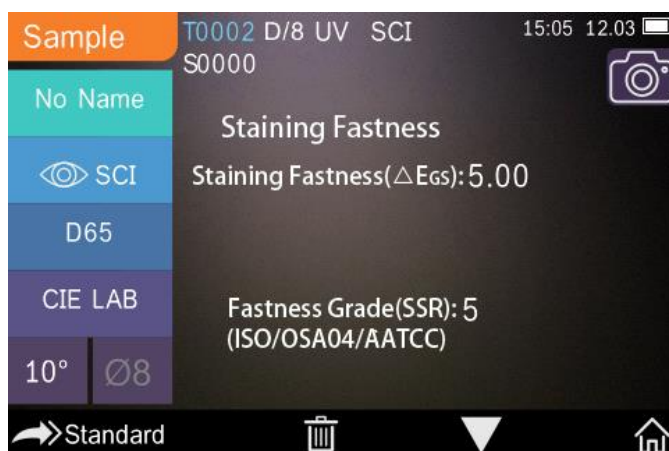 Sample
T0002 D/8 UV SCI
15:05 12.03
S0000
No Name
Staining Fastness
SCI
Staining Fastness(△EGS):5.00
D65
CIE LAB
Fastness Grade(SSR): 5
(ISO/OSA04/AATCC)
10° Ø8
Standard